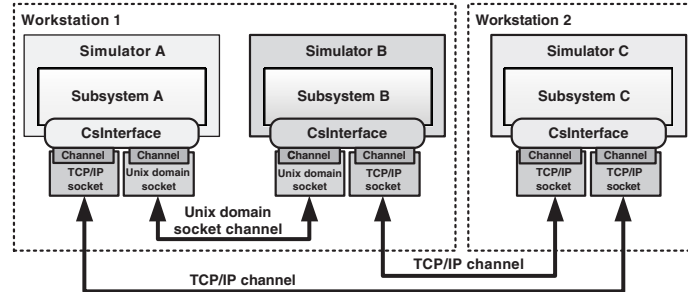 Workstation 1
Workstation 2
Simulator A
Simulator B
Simulator C
Subsystem A
Subsystem B
Subsystem C
CsInterface
CsInterface
CsInterface
Channel
Channel
Channel
Channel
Channel
Channel
TCP/IP
socket
Unix domain
socket
Unix domain
socket
TCP/IP
socket
TCP/IP
socket
TCP/IP
socket
Unix domain
socket channel
TCP/IP channel
TCP/IP channel